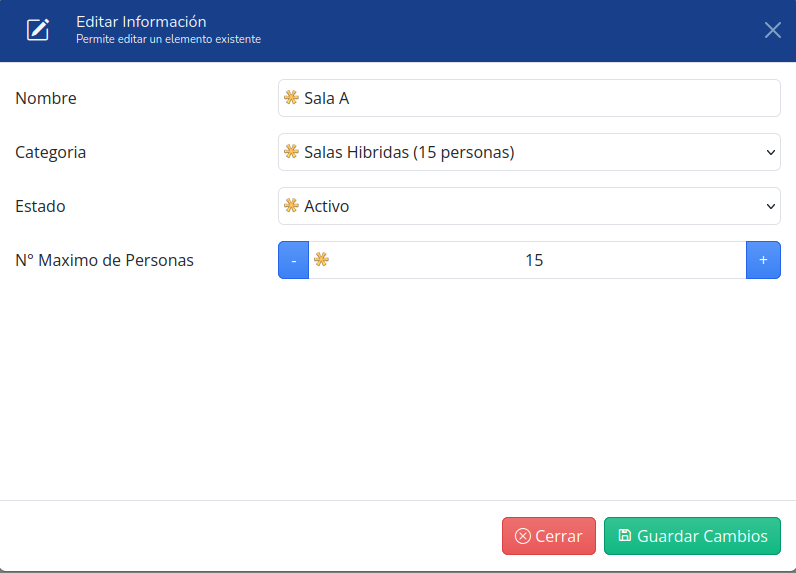 Editar Información
Permite editar un elemento existente
Nombre
Sala A
Categoria
Salas Hibridas (15 personas)
Estado
Activo
N° Maximo de Personas
- 15 +
Cerrar
Guardar Cambios